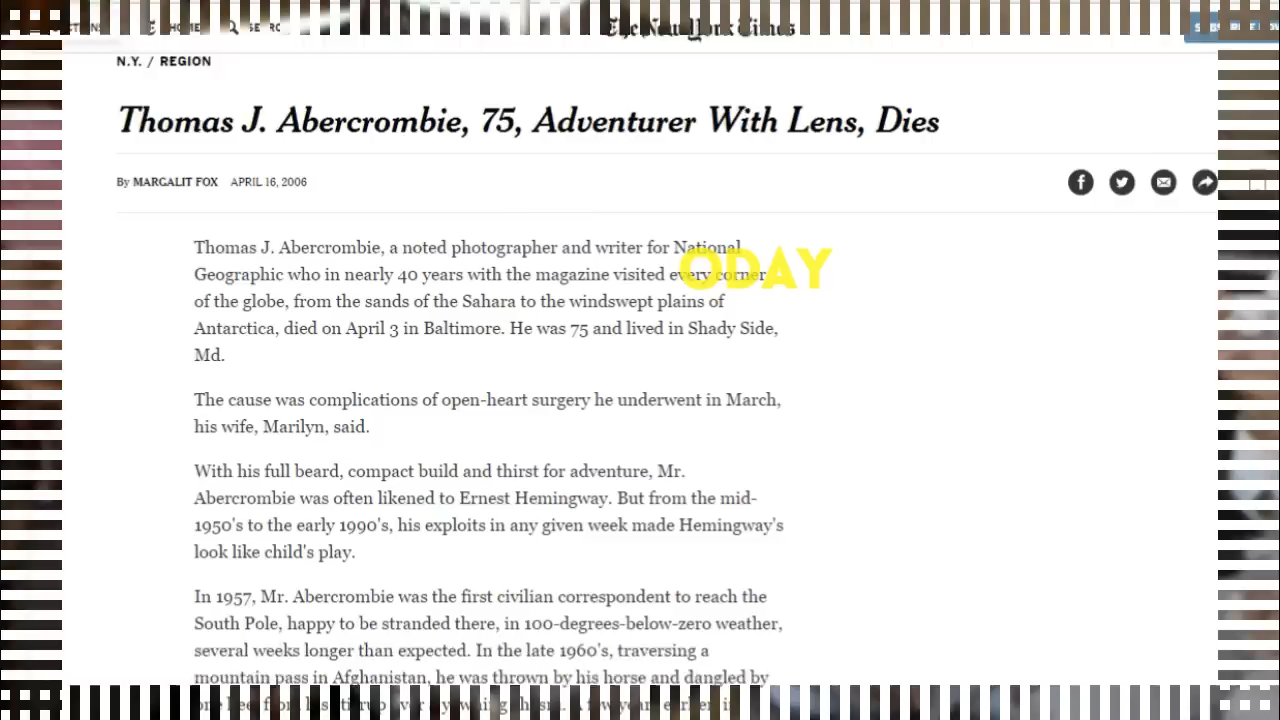 The New York Times
N.Y. / REGION
Thomas J. Abercrombie, 75, Adventurer With Lens, Dies
By MARGALIT FOX APRIL 16, 2006
Thomas J. Abercrombie, a noted photographer and writer for National
ODAY
Geographic who in nearly 40 years with the magazine visited every corner
of the globe, from the sands of the Sahara to the windswept plains of
Antarctica, died on April 3 in Baltimore. He was 75 and lived in Shady Side,
Md.
The cause was complications of open-heart surgery he underwent in March,
his wife, Marilyn, said.
With his full beard, compact build and thirst for adventure, Mr.
Abercrombie was often likened to Ernest Hemingway. But from the mid-
1950's to the early 1990's, his exploits in any given week made Hemingway's
look like child's play.
In 1957, Mr. Abercrombie was the first civilian correspondent to reach the
South Pole, happy to be stranded there, in 100-degrees-below-zero weather,
several weeks longer than expected. In the late 1960's, traversing a
mountain pass in Afghanistan, he was thrown by his horse and dangled by